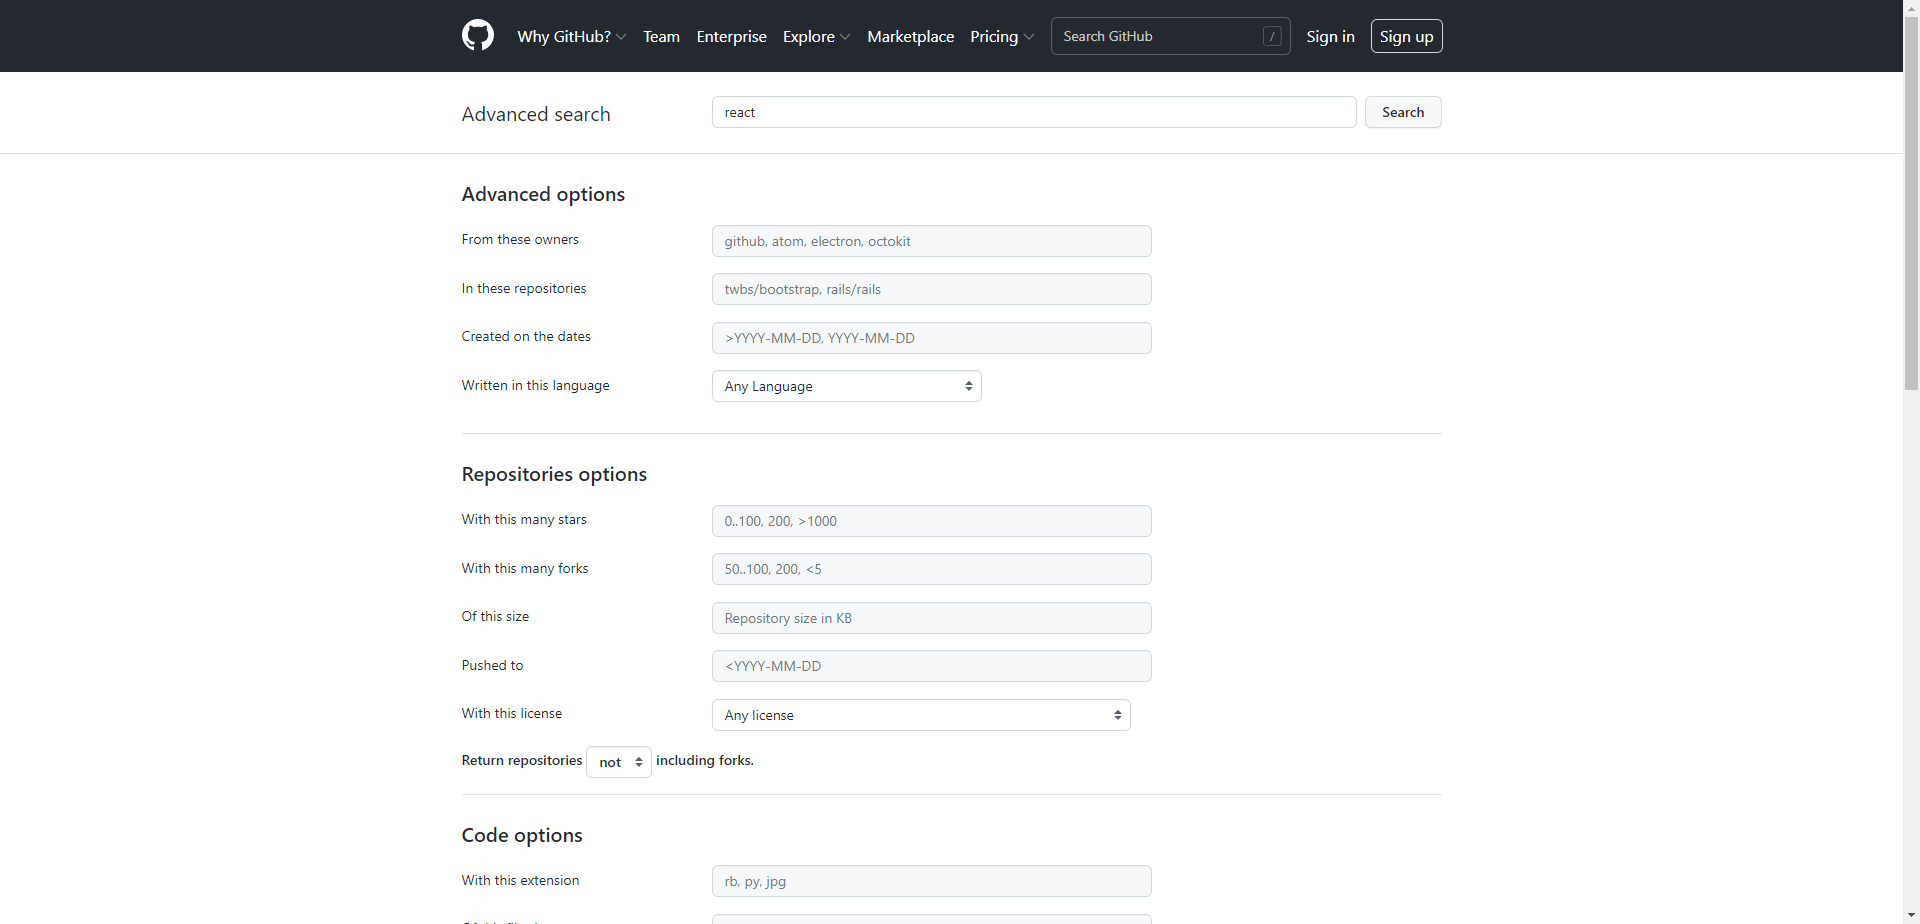 Why GitHub? Team Enterprise Explore Marketplace Pricing Search GitHub / Sign in Sign up
Advanced search react Search
Advanced options
From these owners github, atom, electron, octokit
In these repositories twbs/bootstrap, rails/rails
Created on the dates >YYYY-MM-DD, YYYY-MM-DD
Written in this language Any Language
Repositories options
With this many stars 0..100, 200, >1000
With this many forks 50..100, 200, <5
Of this size Repository size in KB
Pushed to <YYYY-MM-DD
With this license Any license
Return repositories not including forks.
Code options
With this extension rb, py, jpg